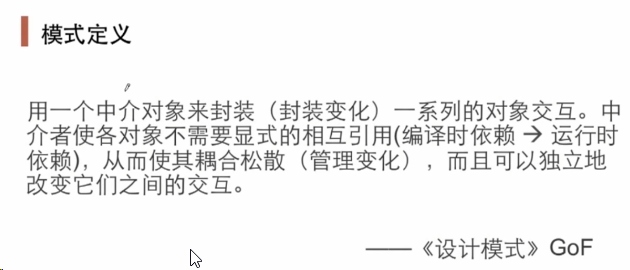 模式定义
用一个中介对象来封装（封装变化）一系列的对象交互。中
介者使各对象不需要显式的相互引用(编译时依赖 → 运行时
依赖)，从而使其耦合松散（管理变化），而且可以独立地
改变它们之间的交互。
——《设计模式》GoF